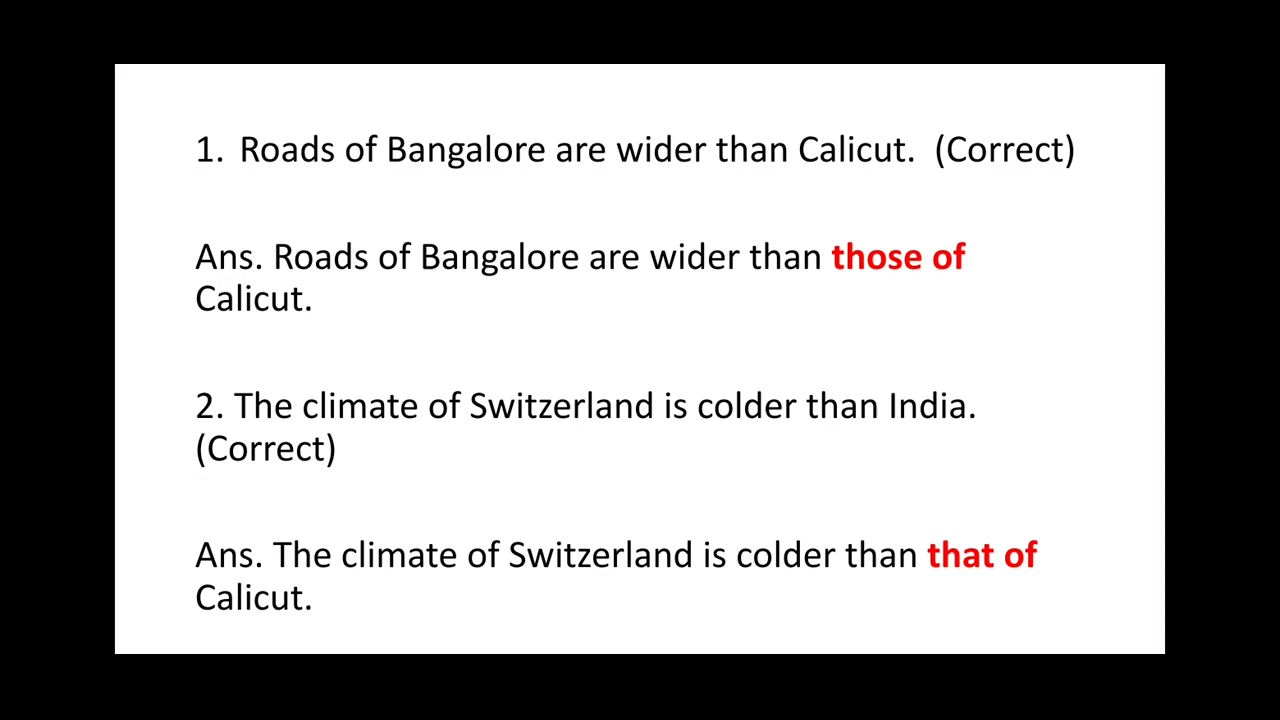 1. Roads of Bangalore are wider than Calicut. (Correct)
Ans. Roads of Bangalore are wider than those of
Calicut.
2. The climate of Switzerland is colder than India.
(Correct)
Ans. The climate of Switzerland is colder than that of
Calicut.